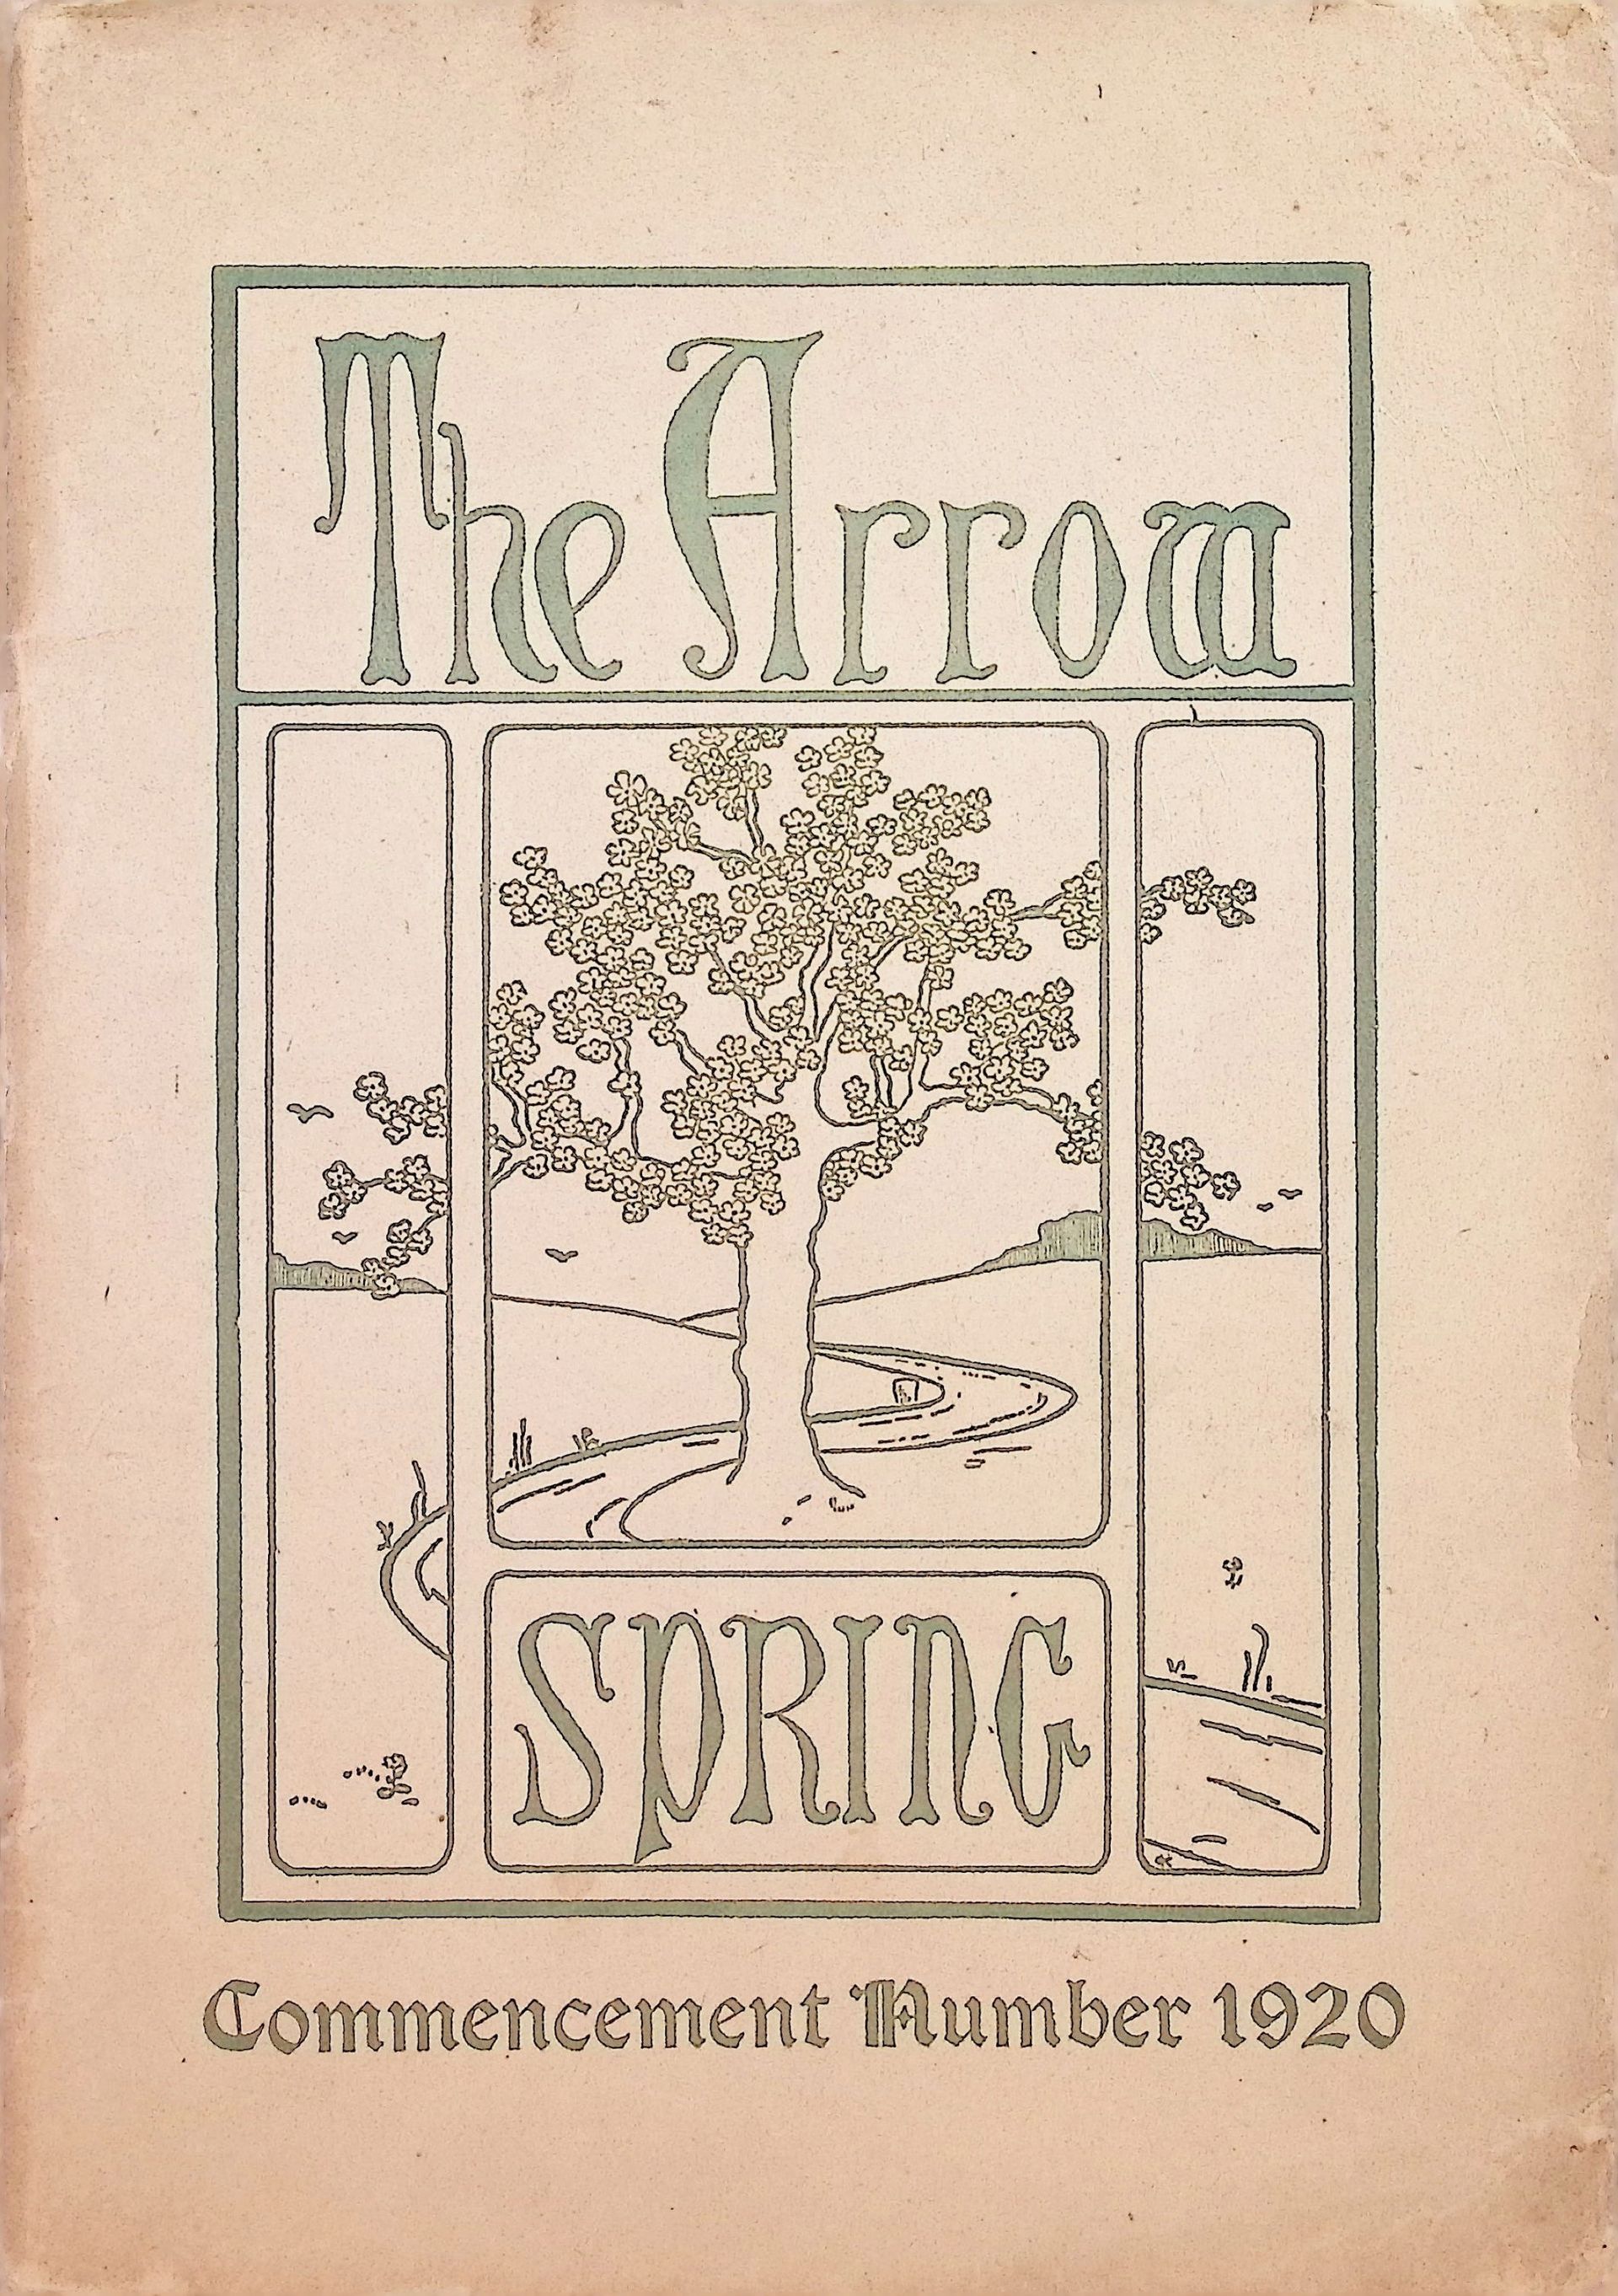 The Arrow
SPRING
Commencement Number 1920